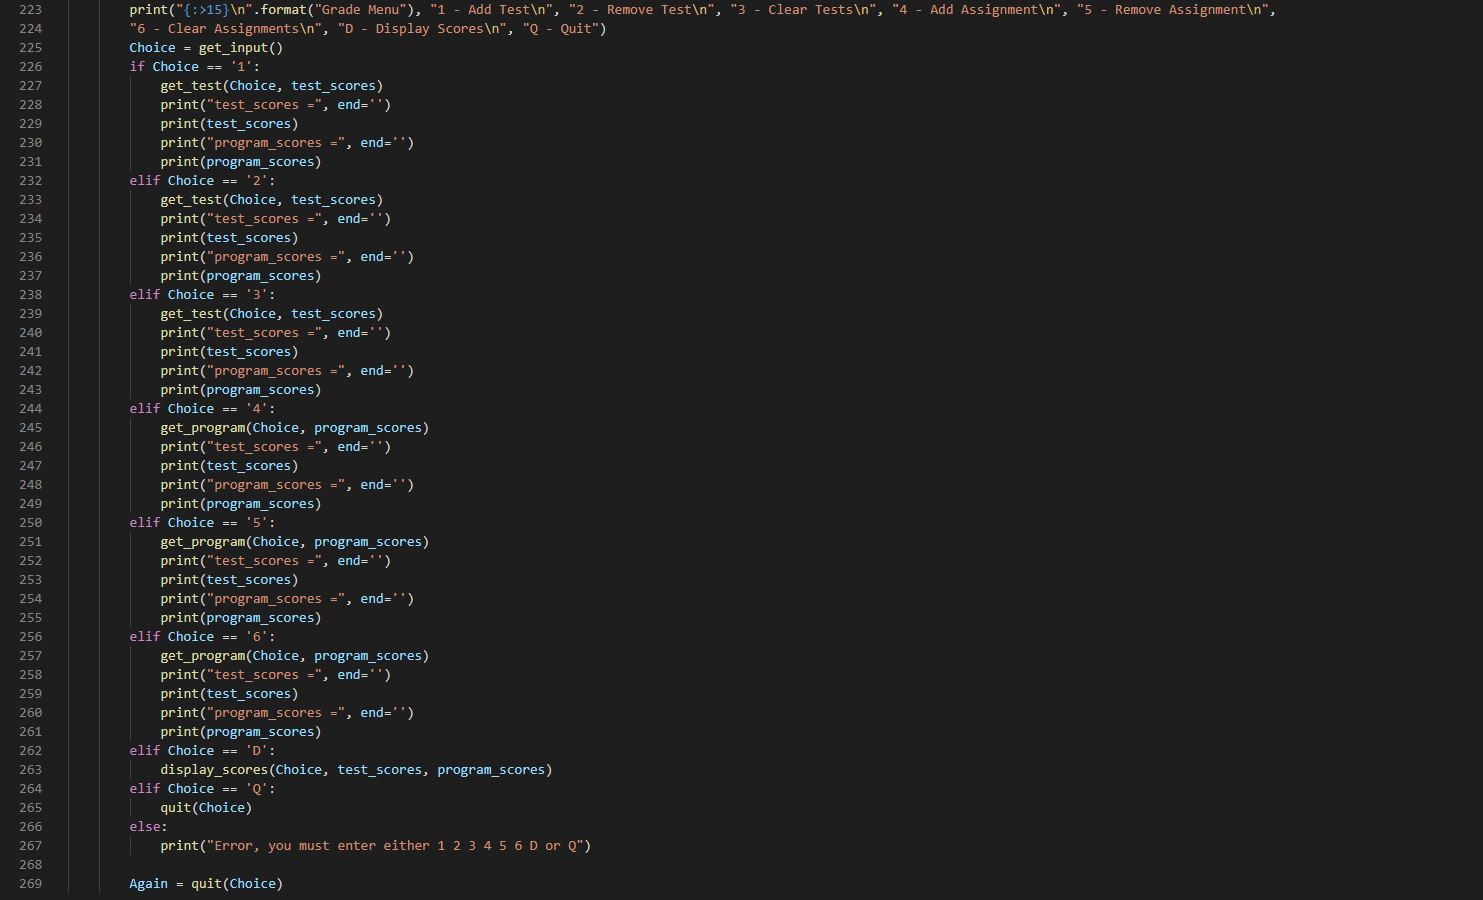 223 print("{:>15}\n".format("Grade Menu"), "1 - Add Test\n", "2 - Remove Test\n", "3 - Clear Tests\n", "4 - Add Assignment\n", "5 - Remove Assignment\n",
224 "6 - Clear Assignments\n", "D - Display Scores\n", "Q - Quit")
225 Choice = get_input()
226 if Choice == '1':
227 get_test(Choice, test_scores)
228 print("test_scores =", end='')
229 print(test_scores)
230 print("program_scores =", end='')
231 print(program_scores)
232 elif Choice == '2':
233 get_test(Choice, test_scores)
234 print("test_scores =", end='')
235 print(test_scores)
236 print("program_scores =", end='')
237 print(program_scores)
238 elif Choice == '3':
239 get_test(Choice, test_scores)
240 print("test_scores =", end='')
241 print(test_scores)
242 print("program_scores =", end='')
243 print(program_scores)
244 elif Choice == '4':
245 get_program(Choice, program_scores)
246 print("test_scores =", end='')
247 print(test_scores)
248 print("program_scores =", end='')
249 print(program_scores)
250 elif Choice == '5':
251 get_program(Choice, program_scores)
252 print("test_scores =", end='')
253 print(test_scores)
254 print("program_scores =", end='')
255 print(program_scores)
256 elif Choice == '6':
257 get_program(Choice, program_scores)
258 print("test_scores =", end='')
259 print(test_scores)
260 print("program_scores =", end='')
261 print(program_scores)
262 elif Choice == 'D':
263 display_scores(Choice, test_scores, program_scores)
264 elif Choice == 'Q':
265 quit(Choice)
266 else:
267 print("Error, you must enter either 1 2 3 4 5 6 D or Q")
268
269 Again = quit(Choice)